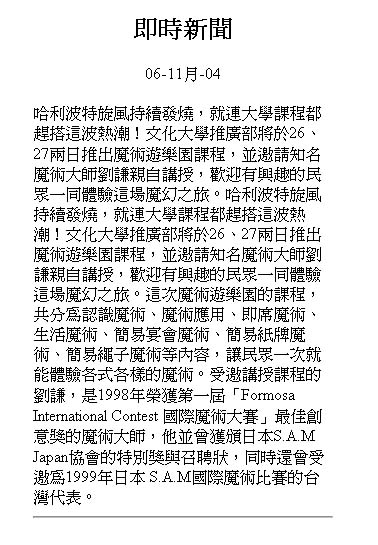 即時新聞
06-11月-04
哈利波特旋風持續發燒，就連大學課程都
趕搭這波熱潮！文化大學推廣部將於26、
27兩日推出魔術遊樂園課程，並邀請知名
魔術大師劉謙親自講授，歡迎有興趣的民
眾一同體驗這場魔幻之旅。哈利波特旋風
持續發燒，就連大學課程都趕搭這波熱
潮！文化大學推廣部將於26、27兩日推出
魔術遊樂園課程，並邀請知名魔術大師劉
謙親自講授，歡迎有興趣的民眾一同體驗
這場魔幻之旅。這次魔術遊樂園的課程，
共分為認識魔術、魔術應用、即席魔術、
生活魔術、簡易宴會魔術、簡易紙牌魔
術、簡易繩子魔術等內容，讓民眾一次就
能體驗各式各樣的魔術。受邀講授課程的
劉謙，是1998年榮獲第一屆「Formosa
International Contest 國際魔術大賽」最佳創
意獎的魔術大師，他並曾獲頒日本S.A.M
Japan協會的特別獎與召聘狀，同時還曾受
邀為1999年日本 S.A.M國際魔術比賽的台
灣代表。